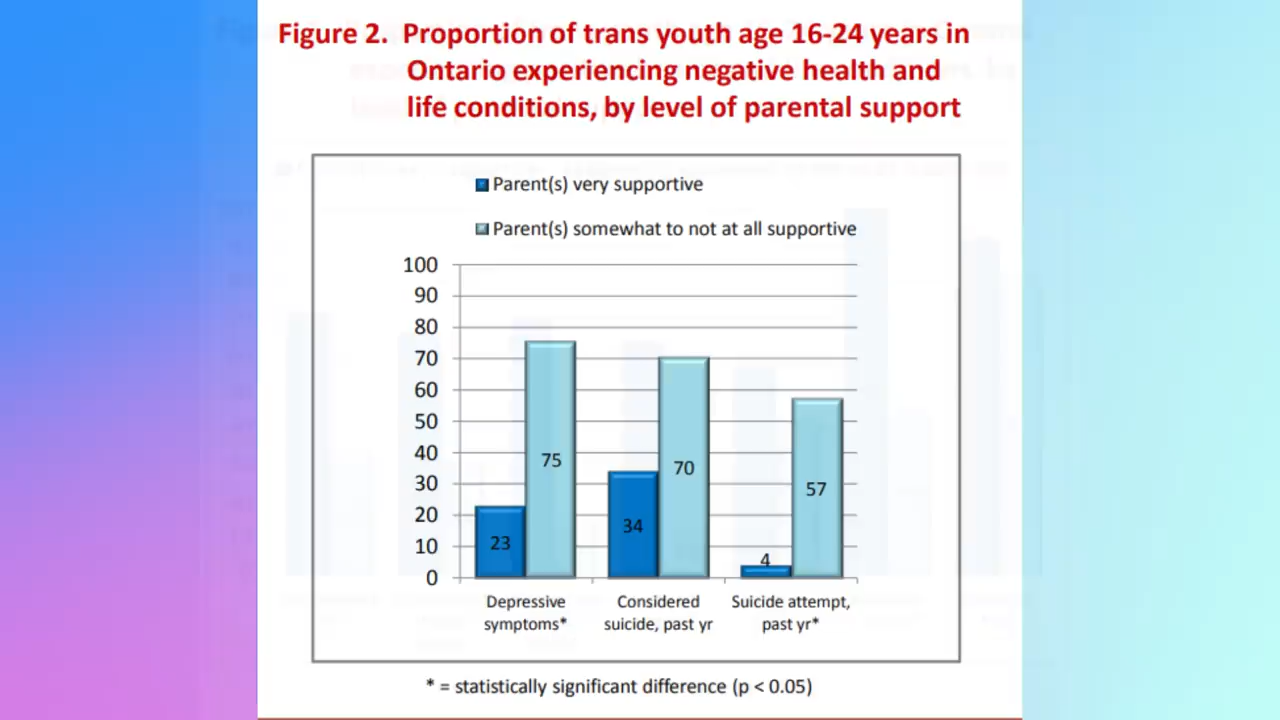 Figure 2. Proportion of trans youth age 16-24 years in
Ontario experiencing negative health and
life conditions, by level of parental support
Parent(s) very supportive
Parent(s) somewhat to not at all supportive
100
90
80
70
60
50
40
30
20
10
0
23
75
34
70
4
57
Depressive
symptoms*
Considered
suicide, past yr
Suicide attempt,
past yr*
* = statistically significant difference (p < 0.05)